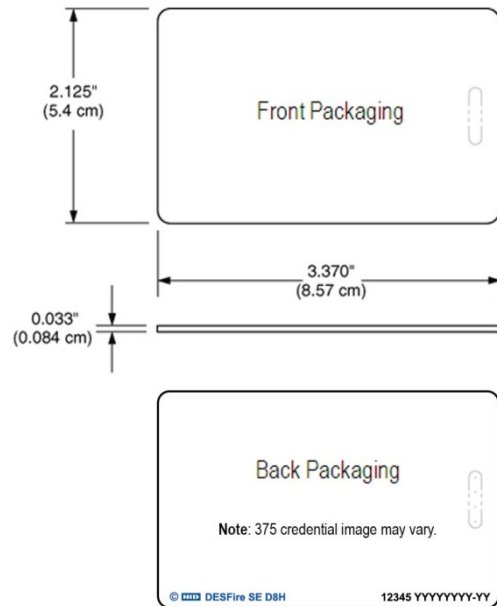 2.125"
(5.4 cm)
Front Packaging
3.370"
(8.57 cm)
0.033"
(0.084 cm)
Back Packaging
Note: 375 credential image may vary.
© HID DESFire SE D8H 12345 YYYYYYYY-YY